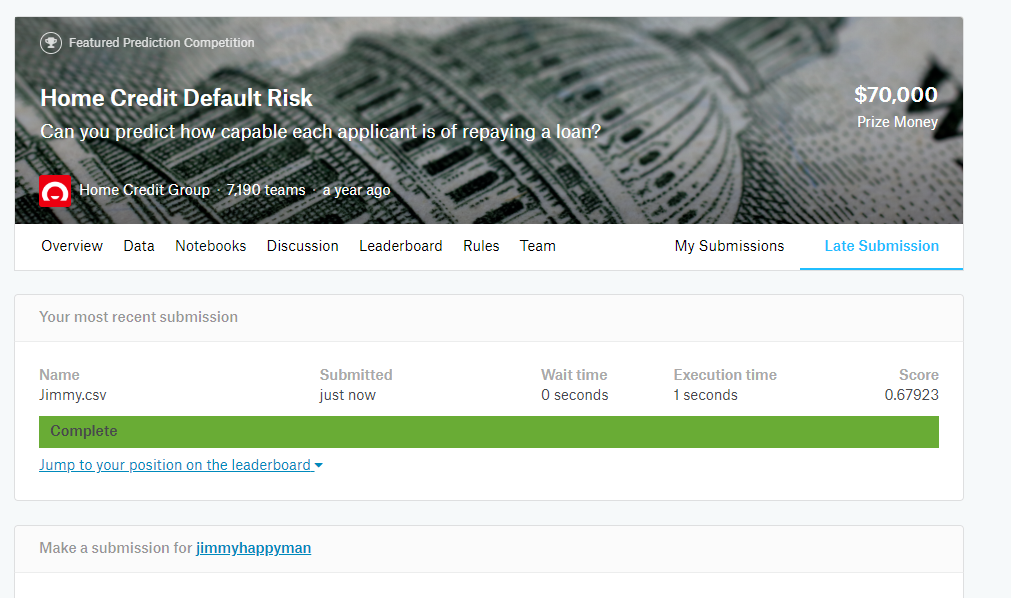 Featured Prediction Competition
Home Credit Default Risk
Can you predict how capable each applicant is of repaying a loan?
$70,000
Prize Money
Home Credit Group · 7,190 teams · a year ago
Overview Data Notebooks Discussion Leaderboard Rules Team My Submissions Late Submission
Your most recent submission
Name Submitted Wait time Execution time Score
Jimmy.csv just now 0 seconds 1 seconds 0.67923
Complete
Jump to your position on the leaderboard
Make a submission for jimmyhappyman